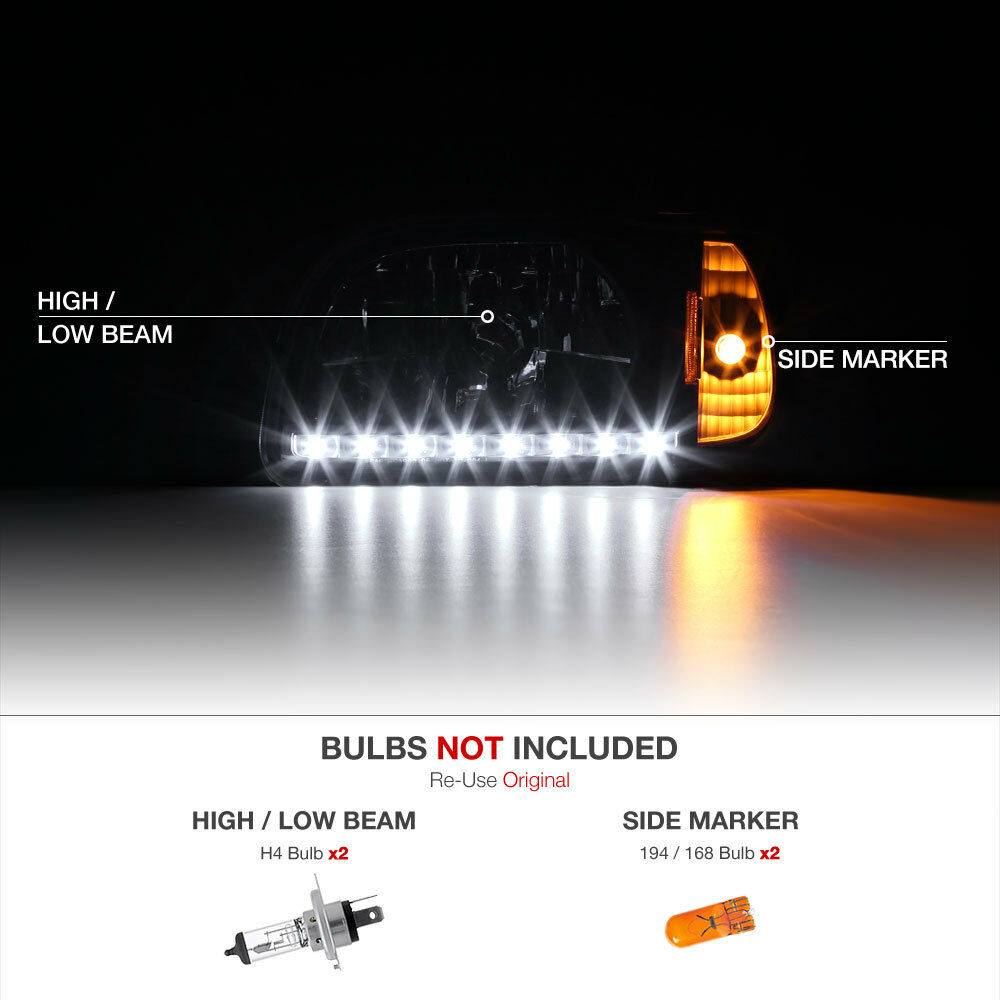 HIGH /
LOW BEAM
SIDE MARKER
BULBS NOT INCLUDED
Re-Use Original
HIGH / LOW BEAM
SIDE MARKER
H4 Bulb x2
194 / 168 Bulb x2